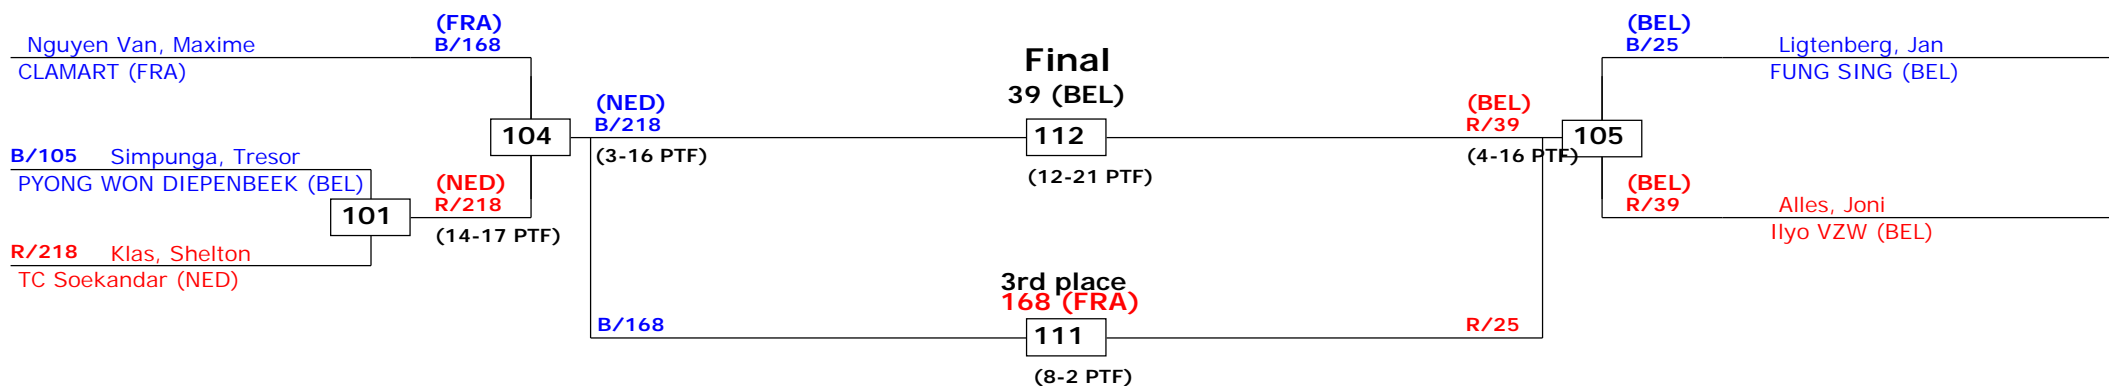 (FRA)
B/168
Nguyen Van, Maxime
CLAMART (FRA)
B/105 Simpunga, Tresor
PYONG WON DIEPENBEEK (BEL)
101
R/218 Klas, Shelton
TC Soekandar (NED)
(NED)
R/218
(14-17 PTF)
104
(NED)
B/218
(3-16 PTF)
Final
39 (BEL)
112
(12-21 PTF)
3rd place
168 (FRA)
B/168
111
R/25
(8-2 PTF)
(BEL)
R/39
(4-16 PTF)
105
(BEL)
B/25
Ligtenberg, Jan
FUNG SING (BEL)
(BEL)
R/39
Alles, Joni
Ilyo VZW (BEL)